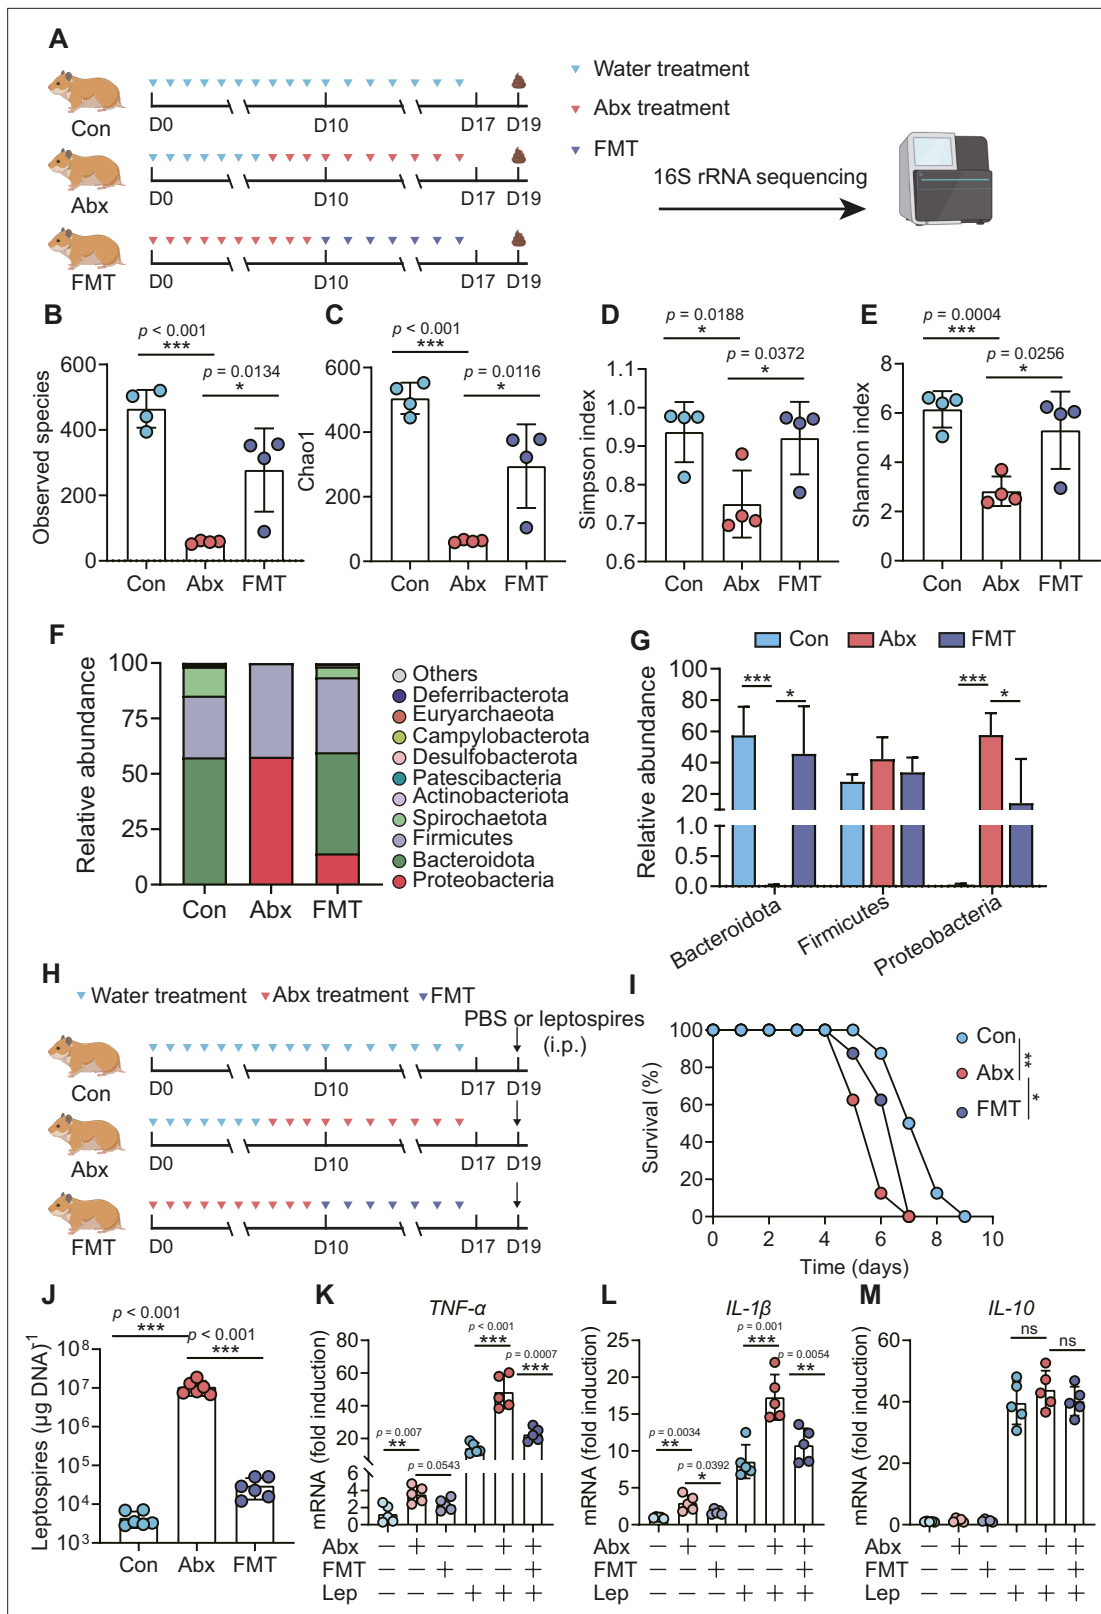 A
Con
D0
D10
D17
D19
Abx
D0
D10
D17
D19
FMT
D0
D10
D17
D19
Water treatment
Abx treatment
FMT
16S rRNA sequencing
B
p < 0.001
***
p = 0.0134
*
Observed species
600
400
200
0
Con Abx FMT
C
p < 0.001
***
p = 0.0116
*
Chao1
600
400
200
0
Con Abx FMT
D
p = 0.0188
*
p = 0.0372
*
Simpson index
1.1
1.0
0.9
0.8
0.7
0.6
Con Abx FMT
E
p = 0.0004
***
p = 0.0256
*
Shannon index
8
6
4
2
0
Con Abx FMT
F
Relative abundance
100
75
50
25
0
Con Abx FMT
Others
Deferribacterota
Euryarchaeota
Campylobacterota
Desulfobacterota
Patescibacteria
Actinobacteriota
Spirochaetota
Firmicutes
Bacteroidota
Proteobacteria
G
Con Abx FMT
Relative abundance
100
80
60
40
20
1.0
0.5
0.0
***
*
***
*
Bacteroidota
Firmicutes
Proteobacteria
H
Water treatment Abx treatment FMT
PBS or leptospires
(i.p.)
Con
D0
D10
D17
D19
Abx
D0
D10
D17
D19
FMT
D0
D10
D17
D19
I
Survival (%)
100
80
60
40
20
0
0 2 4 6 8 10
Time (days)
Con
Abx
FMT
**
*
J
p < 0.001
***
p < 0.001
***
Leptospires (µg DNA)-1
10⁸
10⁷
10⁶
10⁵
10⁴
10³
Con Abx FMT
K
TNF-α
mRNA (fold induction)
80
60
40
20
6
4
2
0
p = 0.007
**
p = 0.0543
p < 0.001
***
p = 0.0007
***
Abx — + — — + +
FMT — — + — — +
Lep — — — + + +
L
IL-1β
mRNA (fold induction)
25
20
15
10
5
0
p = 0.0034
**
p = 0.0392
*
p = 0.001
***
p = 0.0054
**
Abx — + — — + +
FMT — — + — — +
Lep — — — + + +
M
IL-10
mRNA (fold induction)
60
40
20
0
ns
ns
Abx — + — — + +
FMT — — + — — +
Lep — — — + + +